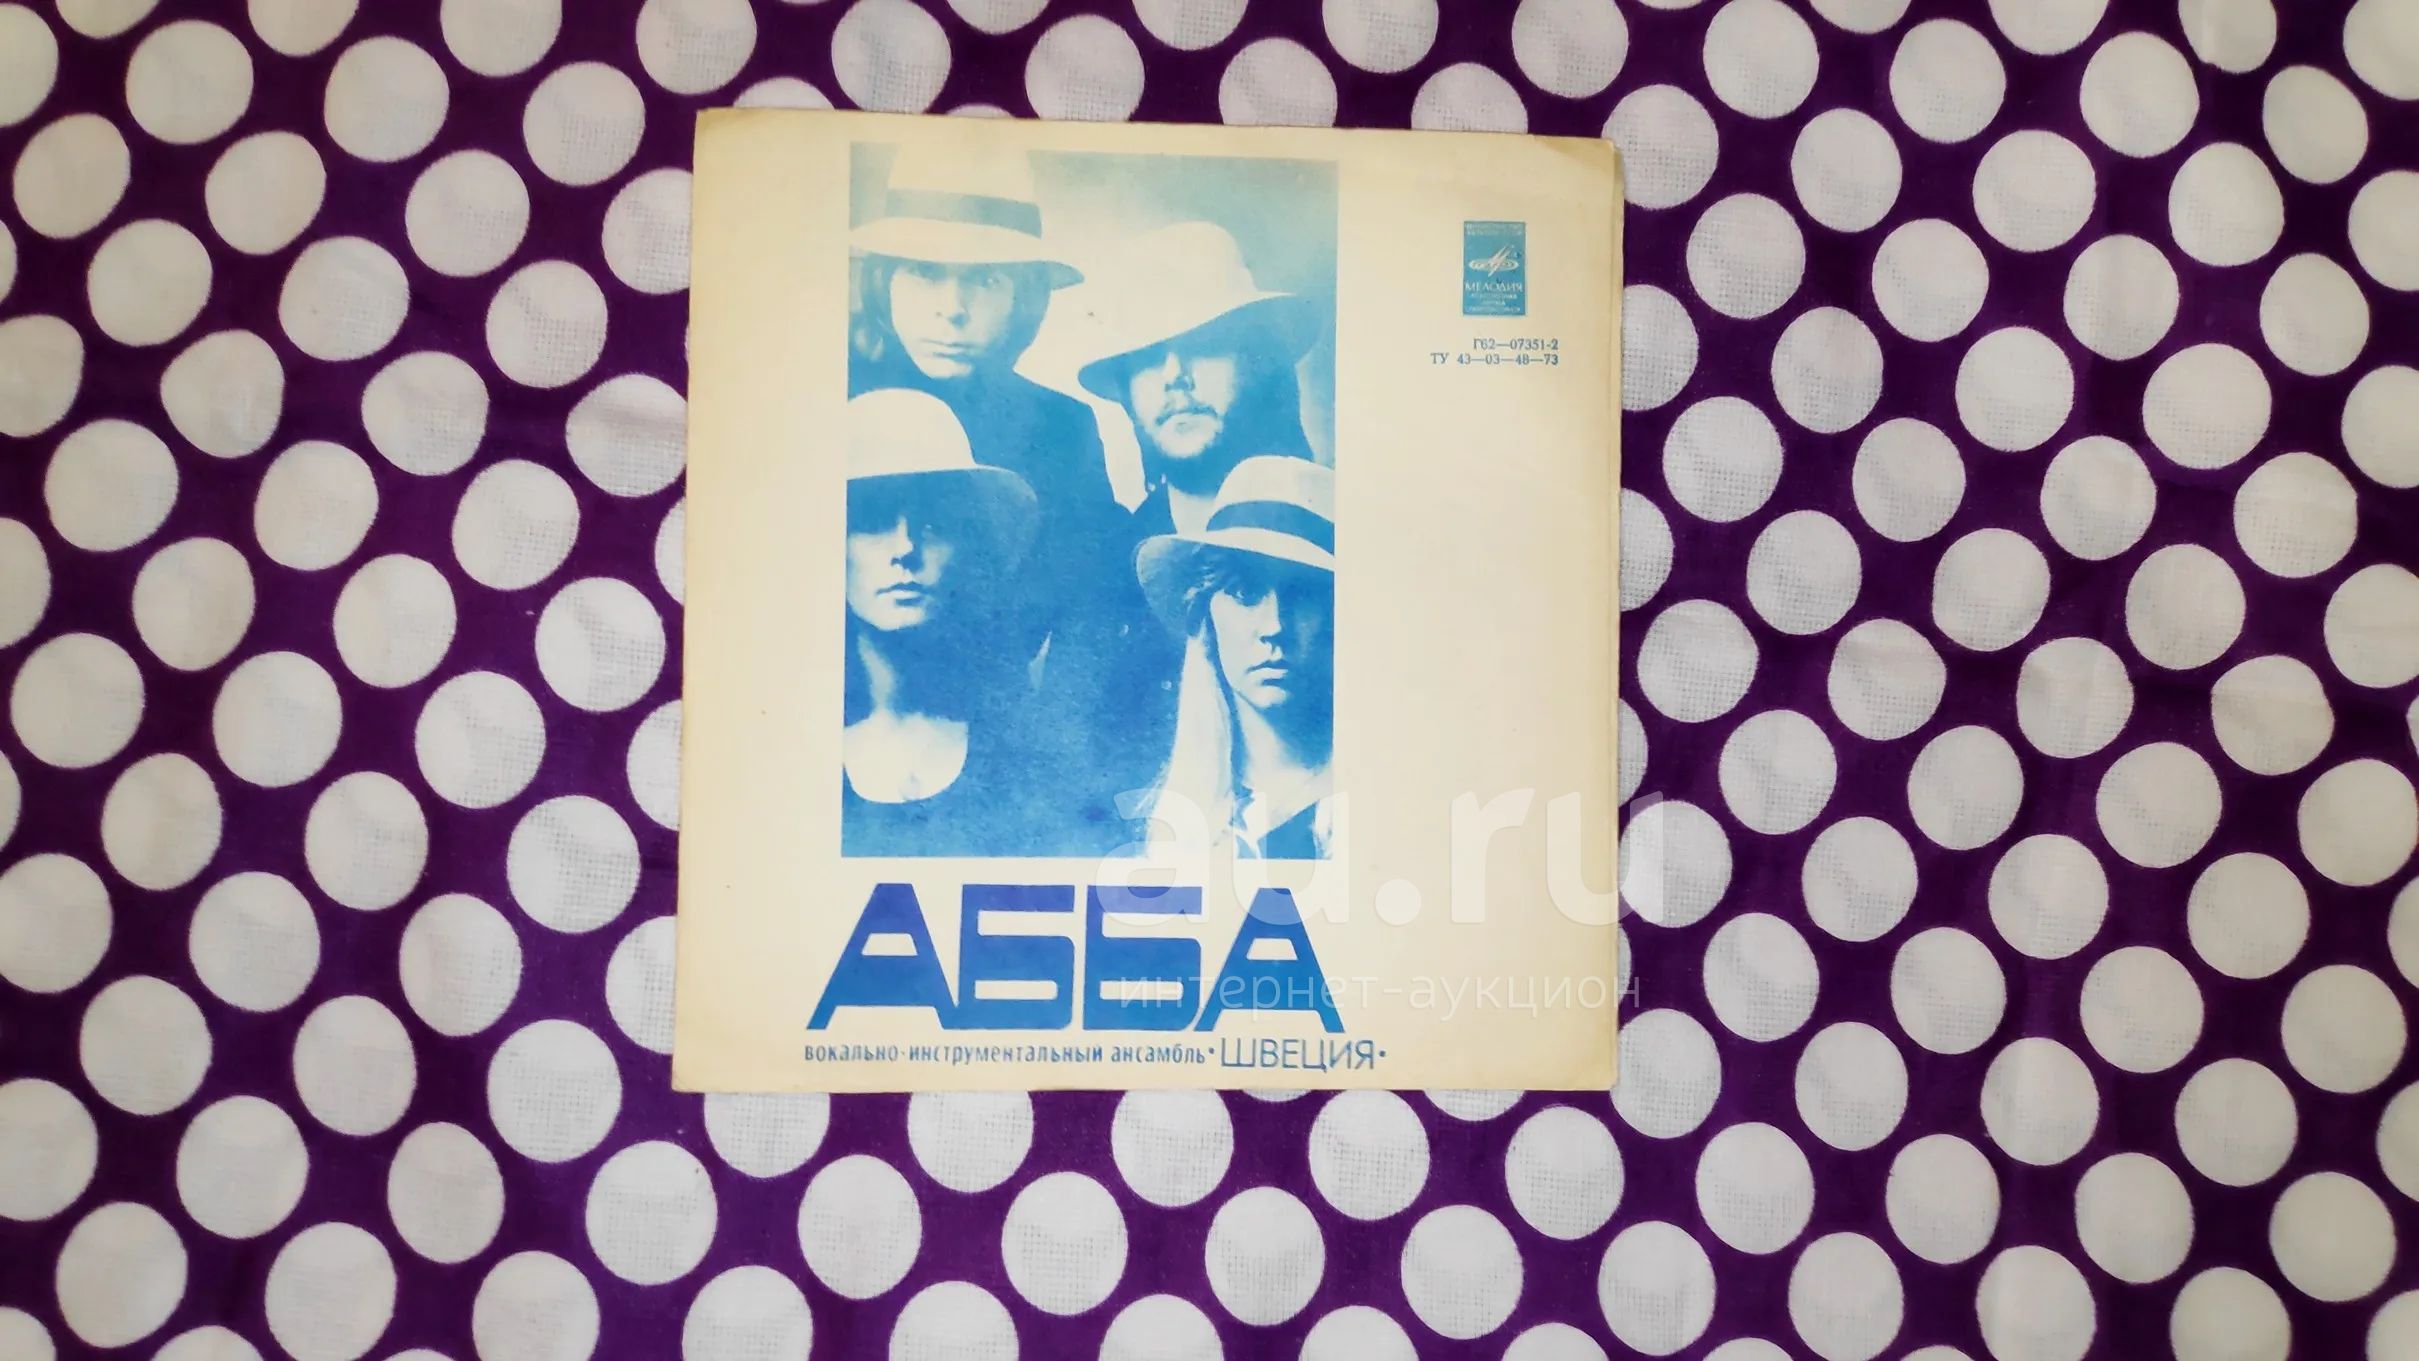 МЕЛОДИЯ
Г62—07351-2
ТУ 43—03—48—73
au.ru
интернет-аукцион
АББА
вокально-инструментальный ансамбль • ШВЕЦИЯ •